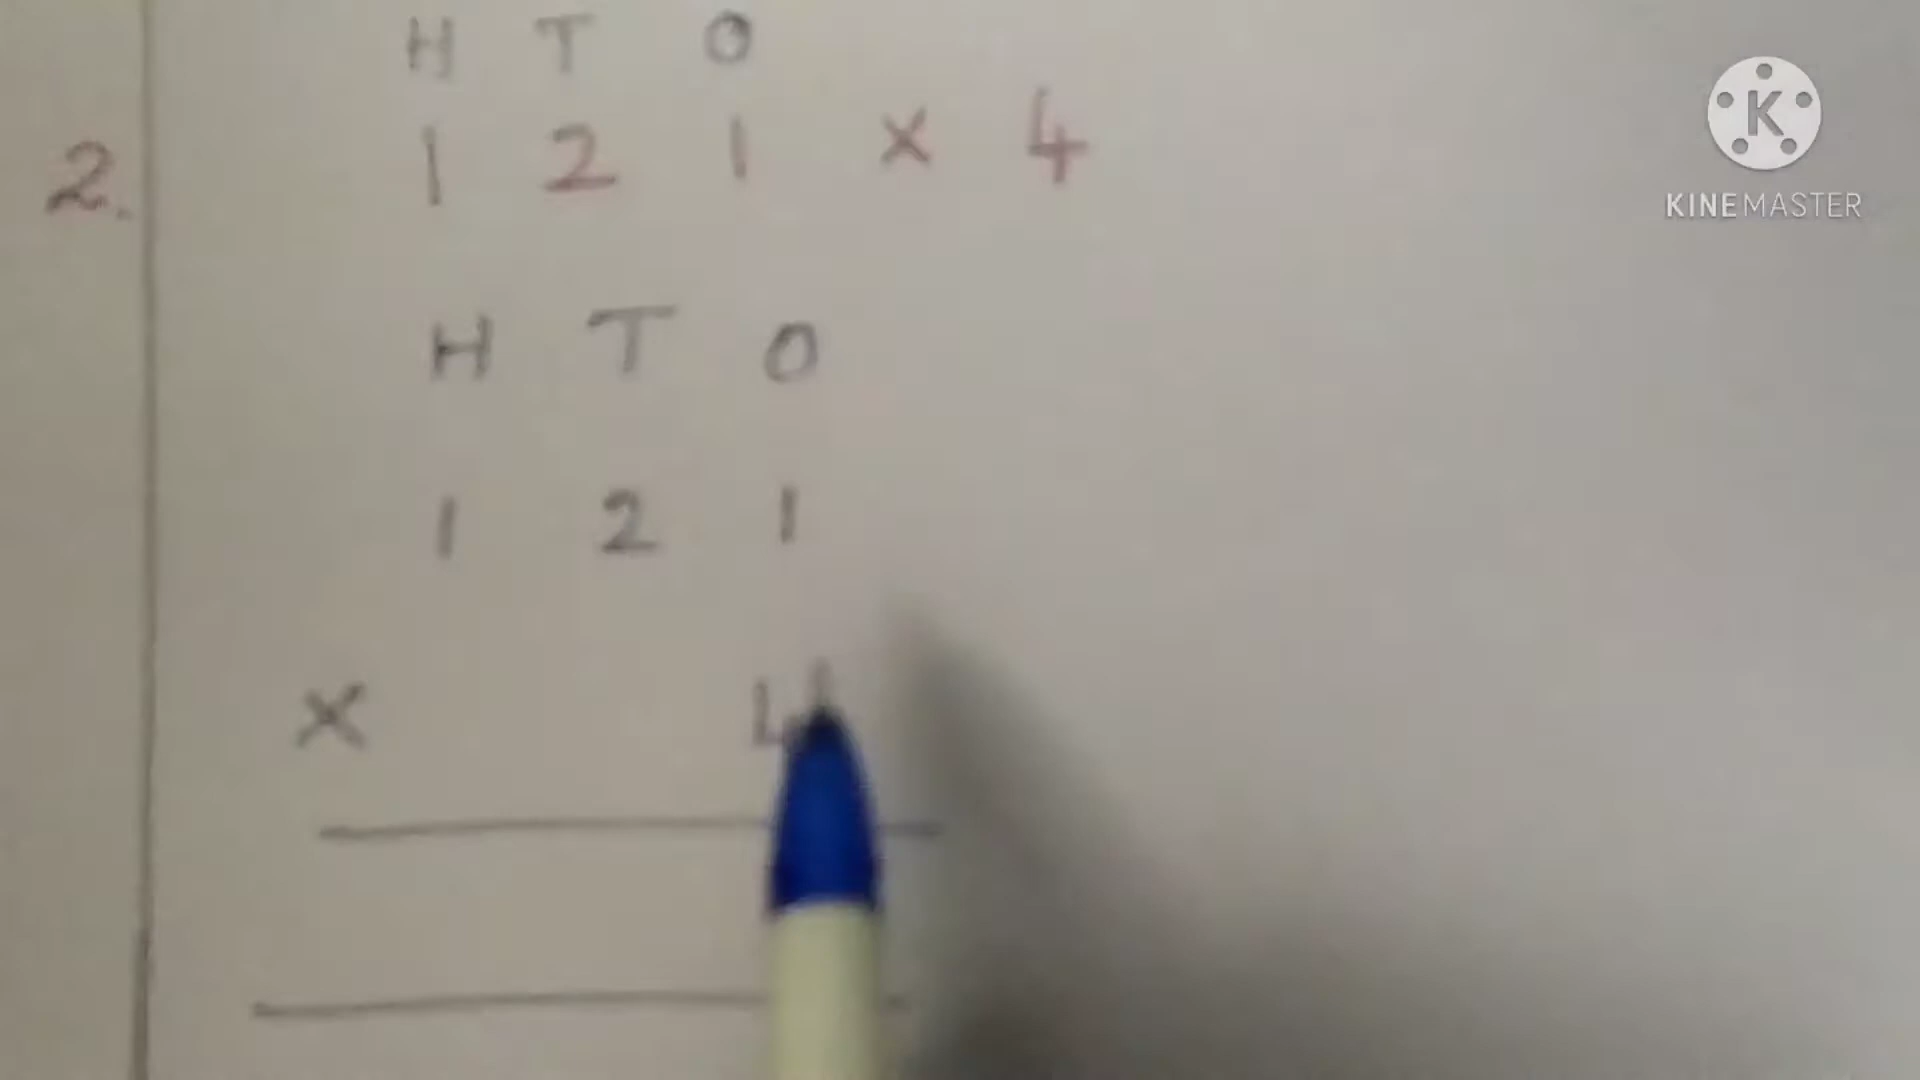 H T O
2. 1 2 1 × 4
H T O
1 2 1
× 4
KINEMASTER